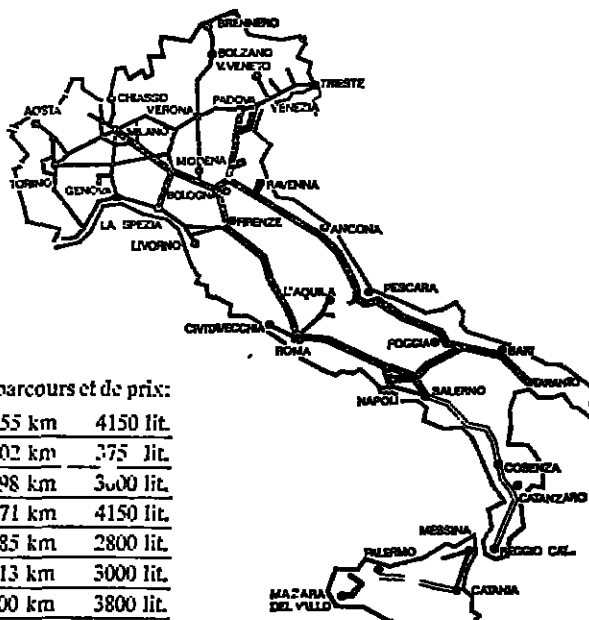 BRENNERO
BOLZANO
V. VENETO
TRIESTE
CHIASSO
AOSTA
VERONA
PADOVA
VENEZIA
MILANO
MODENA
TORINO
GENOVA
BOLOGNA
RAVENNA
FIRENZE
LA SPEZIA
ANCONA
LIVORNO
L'AQUILA
PESCARA
CIVITAVECCHIA
ROMA
FOGGIA
BARI
TARANTO
NAPOLI
SALERNO
COSENZA
CATANZARO
MESSINA
REGGIO CAL.
PALERMO
MAZARA
DEL VALLO
CATANIA
parcours et de prix:
55 km 4150 lit.
02 km 375 lit.
98 km 3000 lit.
71 km 4150 lit.
85 km 2800 lit.
13 km 3000 lit.
00 km 3800 lit.